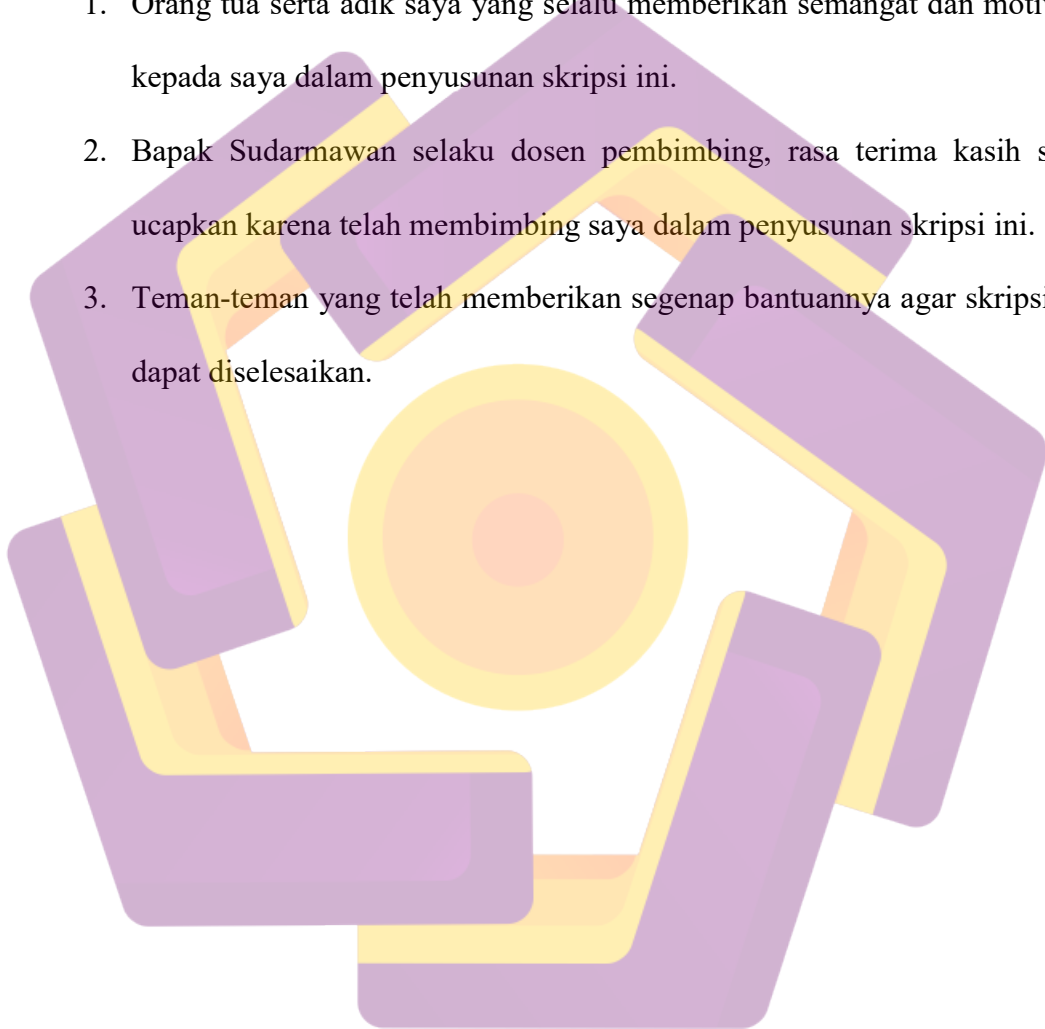 1. Orang tua serta adik saya yang selalu memberikan semangat dan
kepada saya dalam penyusunan skripsi ini.
2. Bapak Sudarmawan selaku dosen pembimbing, rasa terima kasih
ucapkan karena telah membimbing saya dalam penyusunan skripsi ini.
3. Teman-teman yang telah memberikan segenap bantuannya agar skripsi
dapat diselesaikan.